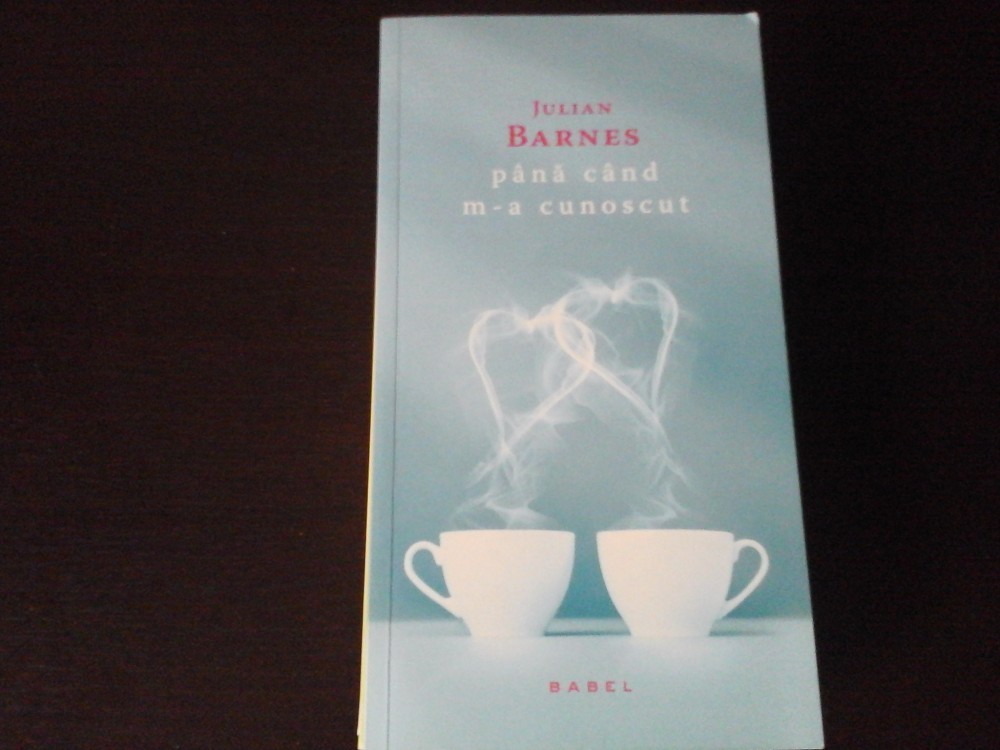 JULIAN
BARNES
până când
m-a cunoscut
BABEL